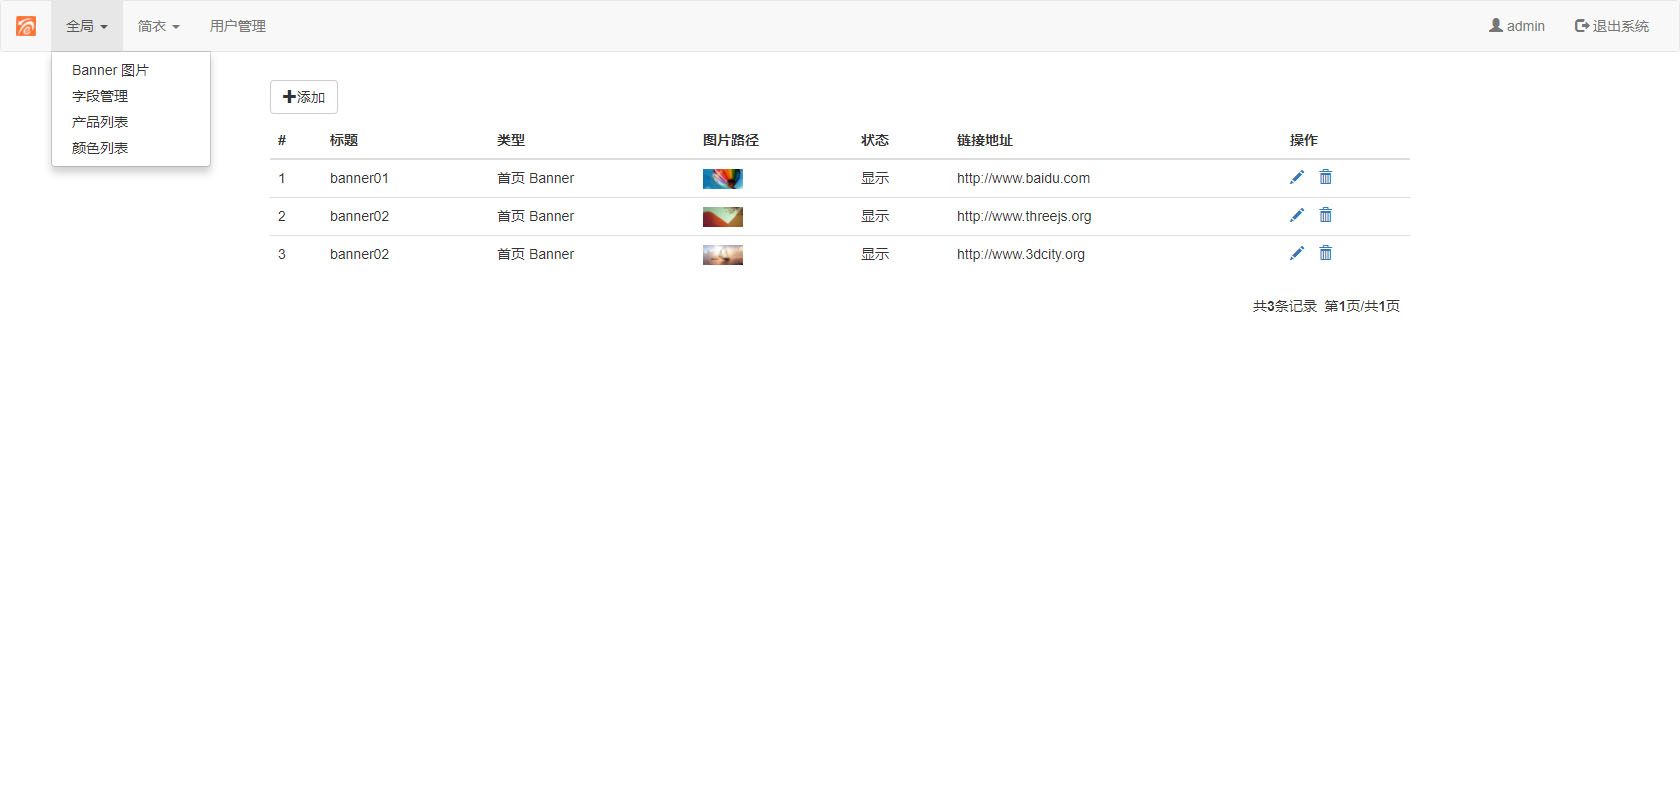 全局 简衣 用户管理 admin 退出系统
Banner 图片
字段管理
产品列表
颜色列表
添加
# 标题 类型 图片路径 状态 链接地址 操作
1 banner01 首页 Banner 显示 http://www.baidu.com
2 banner02 首页 Banner 显示 http://www.threejs.org
3 banner02 首页 Banner 显示 http://www.3dcity.org
共3条记录 第1页/共1页